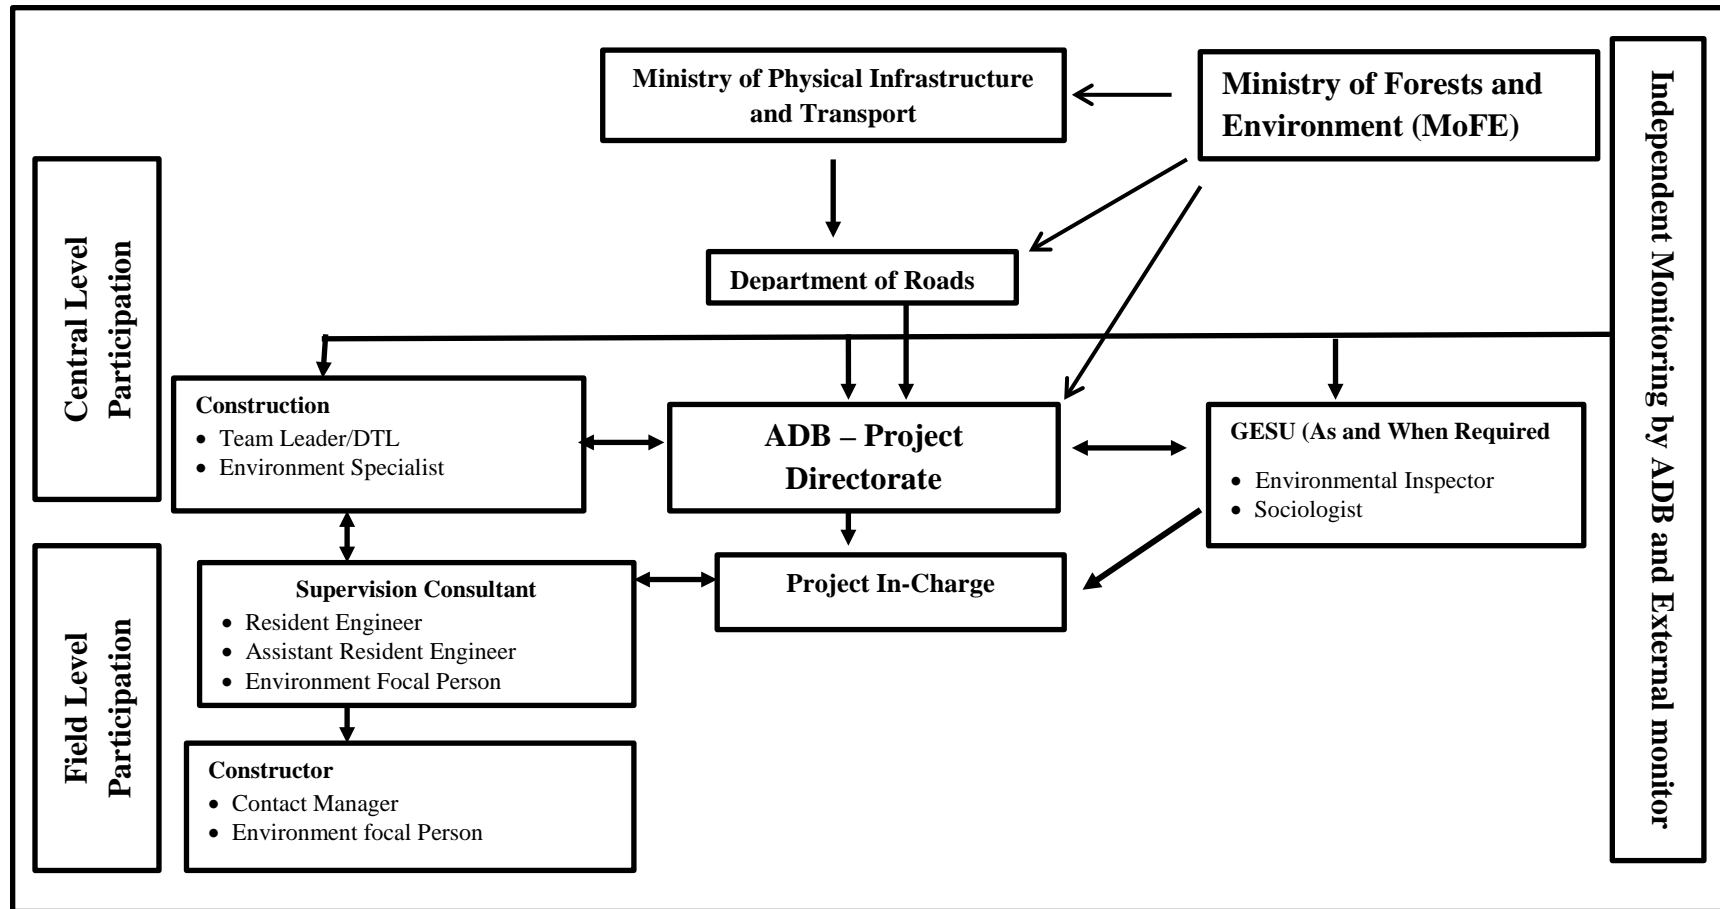 Ministry of Physical Infrastructure
and Transport
Ministry of Forests and
Environment (MoFE)
Independent Monitoring by ADB and External monitor
Central Level
Participation
Department of Roads
Construction
• Team Leader/DTL
• Environment Specialist
ADB – Project
Directorate
GESU (As and When Required
• Environmental Inspector
• Sociologist
Field Level
Participation
Supervision Consultant
• Resident Engineer
• Assistant Resident Engineer
• Environment Focal Person
Project In-Charge
Constructor
• Contact Manager
• Environment focal Person